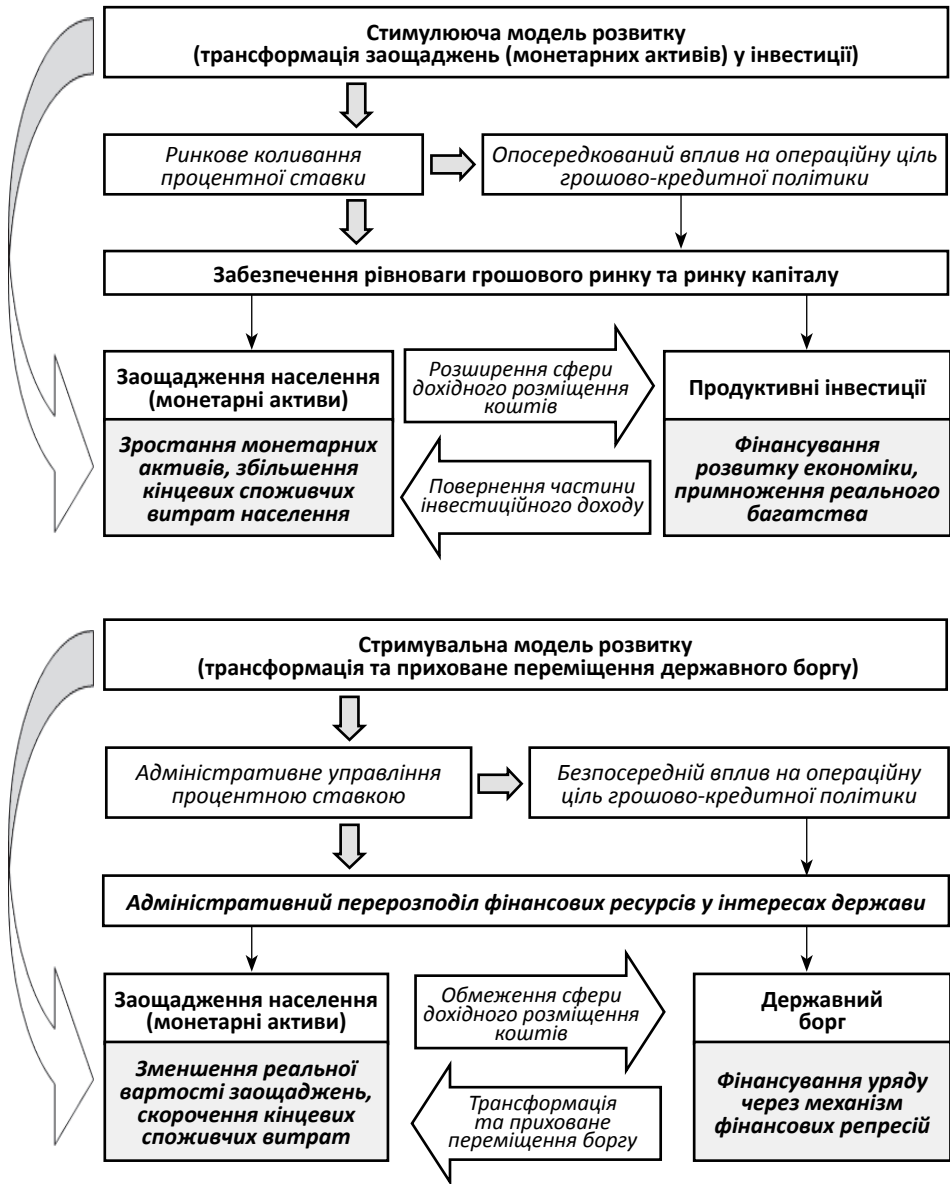 Стимулююча модель розвитку
(трансформація заощаджень (монетарних активів) у інвестиції)
Ринкове коливання
процентної ставки
Опосередкований вплив на операційну ціль
грошово-кредитної політики
Забезпечення рівноваги грошового ринку та ринку капіталу
Заощадження населення
(монетарні активи)
Зростання монетарних
активів, збільшення
кінцевих споживчих
витрат населення
Розширення сфери
дохідного розміщення
коштів
Повернення частини
інвестиційного доходу
Продуктивні інвестиції
Фінансування
розвитку економіки,
примноження реального
багатства
Стримувальна модель розвитку
(трансформація та приховане переміщення державного боргу)
Адміністративне управління
процентною ставкою
Безпосередній вплив на операційну
ціль грошово-кредитної політики
Адміністративний перерозподіл фінансових ресурсів у інтересах держави
Заощадження населення
(монетарні активи)
Зменшення реальної
вартості заощаджень,
скорочення кінцевих
споживчих витрат
Обмеження сфери
дохідного розміщення
коштів
Трансформація
та приховане
переміщення боргу
Державний
борг
Фінансування уряду
через механізм
фінансових репресій